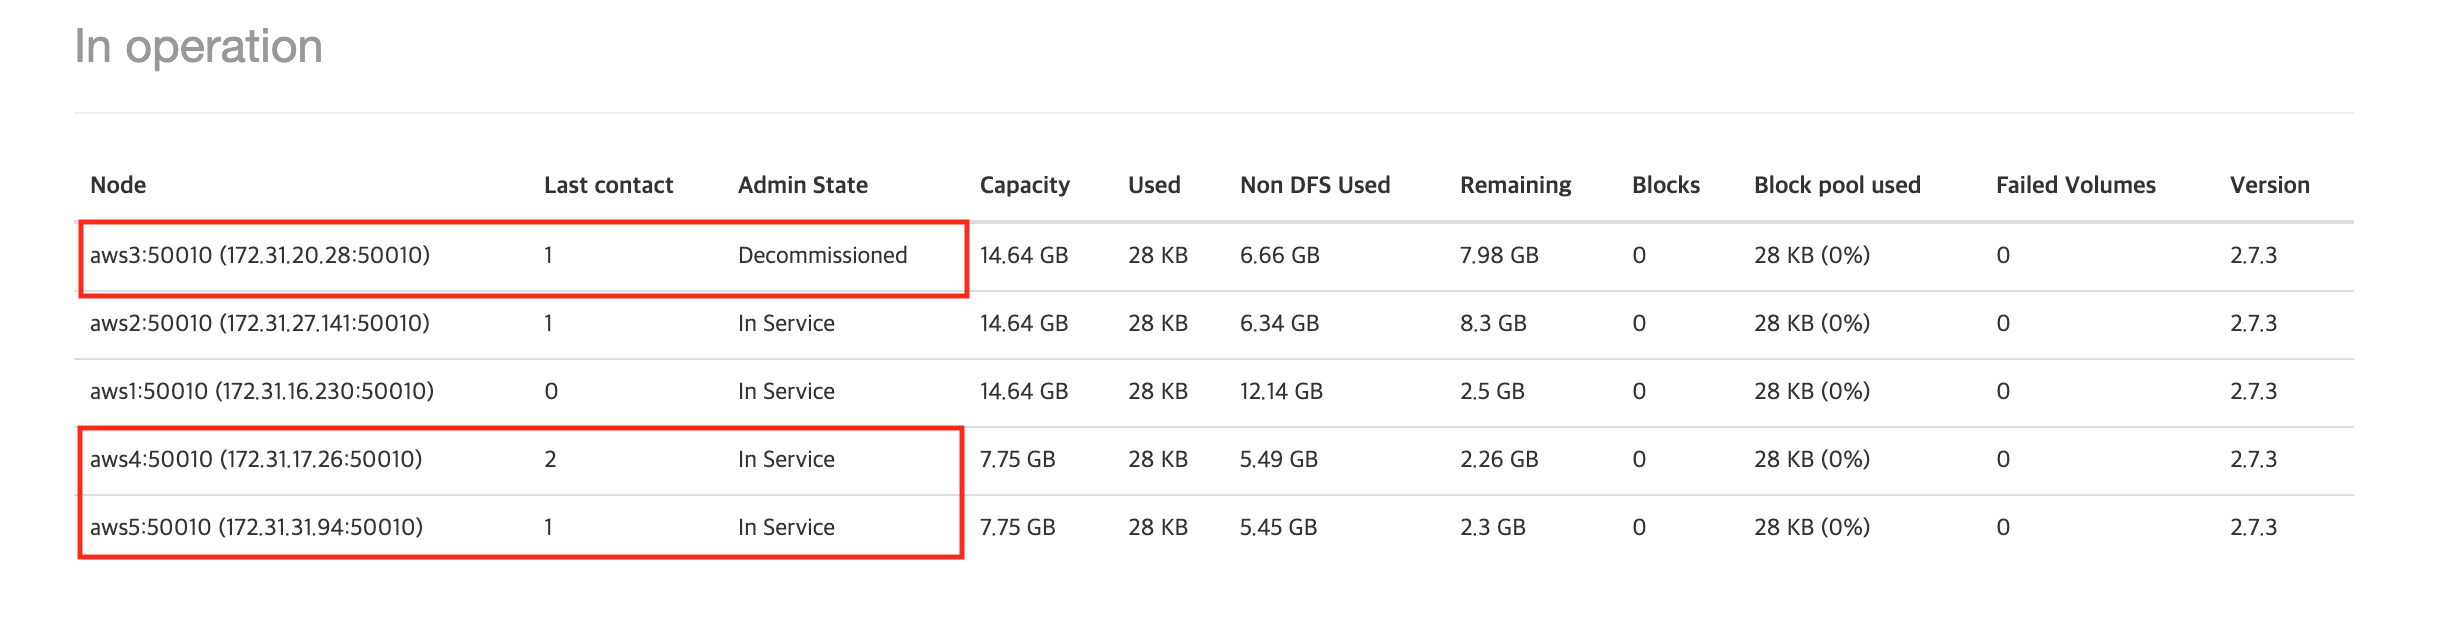 In operation
Node Last contact Admin State Capacity Used Non DFS Used Remaining Blocks Block pool used Failed Volumes Version
aws3:50010 (172.31.20.28:50010) 1 Decommissioned 14.64 GB 28 KB 6.66 GB 7.98 GB 0 28 KB (0%) 0 2.7.3
aws2:50010 (172.31.27.141:50010) 1 In Service 14.64 GB 28 KB 6.34 GB 8.3 GB 0 28 KB (0%) 0 2.7.3
aws1:50010 (172.31.16.230:50010) 0 In Service 14.64 GB 28 KB 12.14 GB 2.5 GB 0 28 KB (0%) 0 2.7.3
aws4:50010 (172.31.17.26:50010) 2 In Service 7.75 GB 28 KB 5.49 GB 2.26 GB 0 28 KB (0%) 0 2.7.3
aws5:50010 (172.31.31.94:50010) 1 In Service 7.75 GB 28 KB 5.45 GB 2.3 GB 0 28 KB (0%) 0 2.7.3